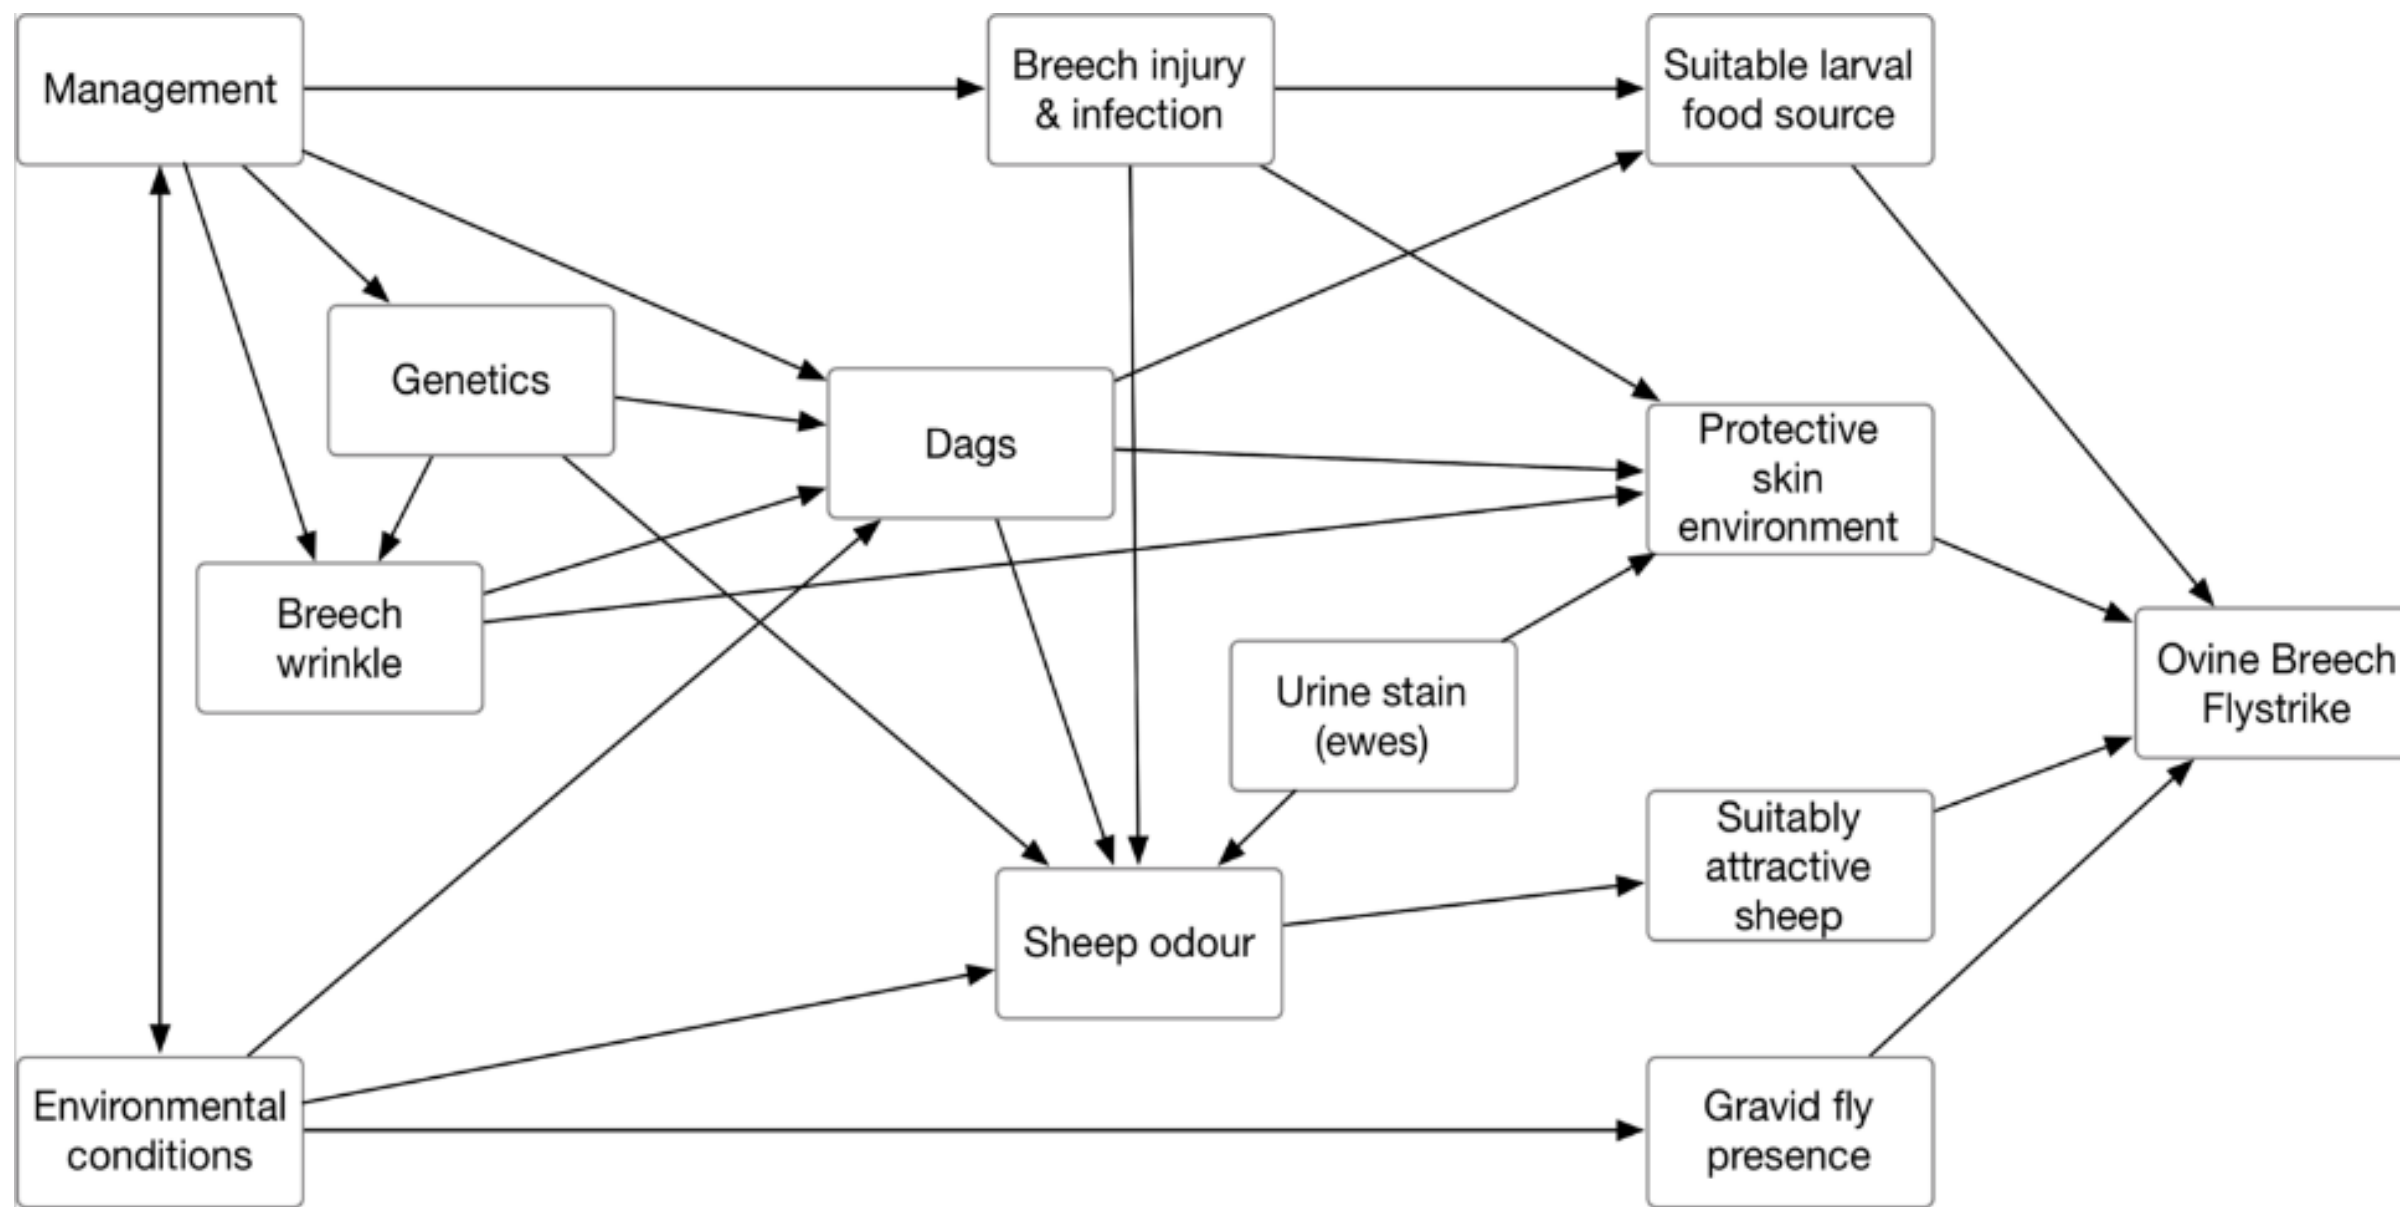 Management
Breech injury
& infection
Suitable larval
food source
Genetics
Dags
Protective
skin
environment
Breech
wrinkle
Urine stain
(ewes)
Ovine Breech
Flystrike
Suitably
attractive
sheep
Sheep odour
Environmental
conditions
Gravid fly
presence